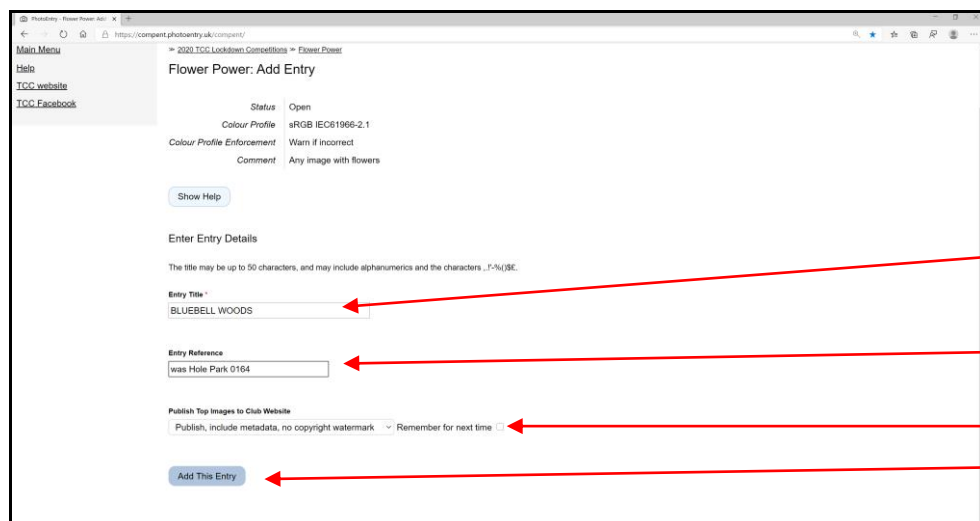 PhotoEntry - Flower Power: Add
https://compent.photoentry.uk/compent/
Main Menu
Help
TCC website
TCC Facebook
≫ 2020 TCC Lockdown Competitions ≫ Flower Power
Flower Power: Add Entry
Status Open
Colour Profile sRGB IEC61966-2.1
Colour Profile Enforcement Warn if incorrect
Comment Any image with flowers
Show Help
Enter Entry Details
The title may be up to 50 characters, and may include alphanumerics and the characters ,.!'-%()$£.
Entry Title *
BLUEBELL WOODS
Entry Reference
was Hole Park 0164
Publish Top Images to Club Website
Publish, include metadata, no copyright watermark Remember for next time
Add This Entry